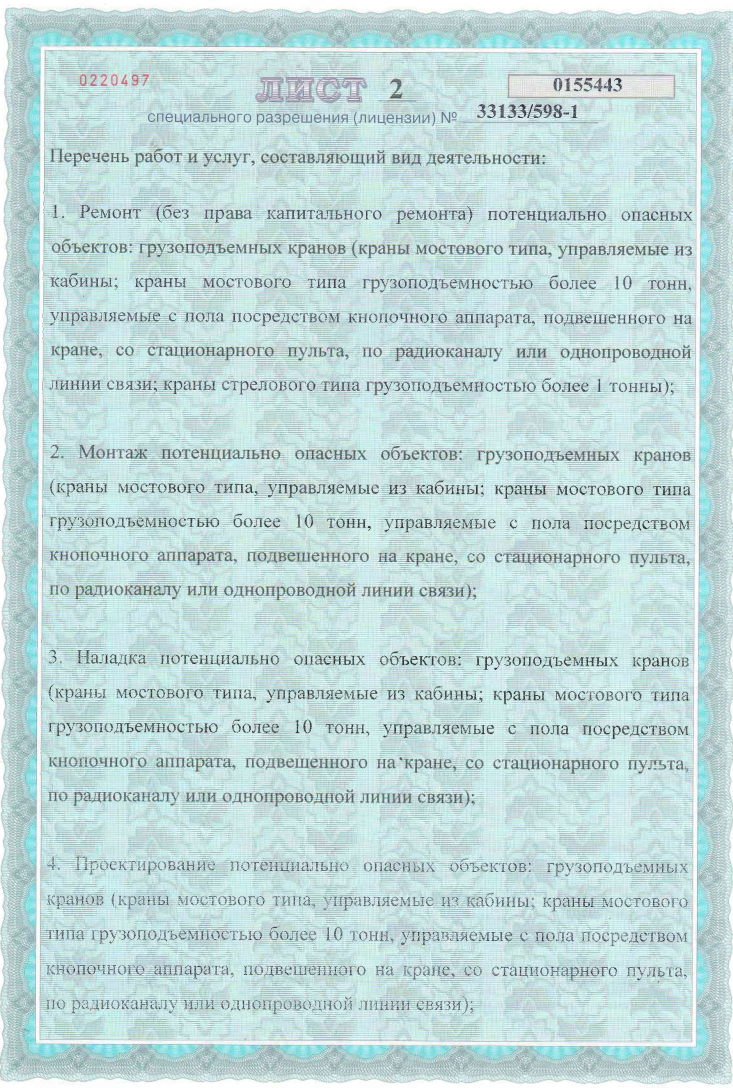 0220497
ЛИСТ 2
0155443
специального разрешения (лицензии) № 33133/598-1
Перечень работ и услуг, составляющий вид деятельности:
1. Ремонт (без права капитального ремонта) потенциально опасных
объектов: грузоподъемных кранов (краны мостового типа, управляемые из
кабины; краны мостового типа грузоподъемностью более 10 тонн,
управляемые с пола посредством кнопочного аппарата, подвешенного на
кране, со стационарного пульта, по радиоканалу или однопроводной
линии связи; краны стрелового типа грузоподъемностью более 1 тонны);
2. Монтаж потенциально опасных объектов: грузоподъемных кранов
(краны мостового типа, управляемые из кабины; краны мостового типа
грузоподъемностью более 10 тонн, управляемые с пола посредством
кнопочного аппарата, подвешенного на кране, со стационарного пульта,
по радиоканалу или однопроводной линии связи);
3. Наладка потенциально опасных объектов: грузоподъемных кранов
(краны мостового типа, управляемые из кабины; краны мостового типа
грузоподъемностью более 10 тонн, управляемые с пола посредством
кнопочного аппарата, подвешенного на кране, со стационарного пульта,
по радиоканалу или однопроводной линии связи);
4. Проектирование потенциально опасных объектов: грузоподъемных
кранов (краны мостового типа, управляемые из кабины; краны мостового
типа грузоподъемностью более 10 тонн, управляемые с пола посредством
кнопочного аппарата, подвешенного на кране, со стационарного пульта,
по радиоканалу или однопроводной линии связи);